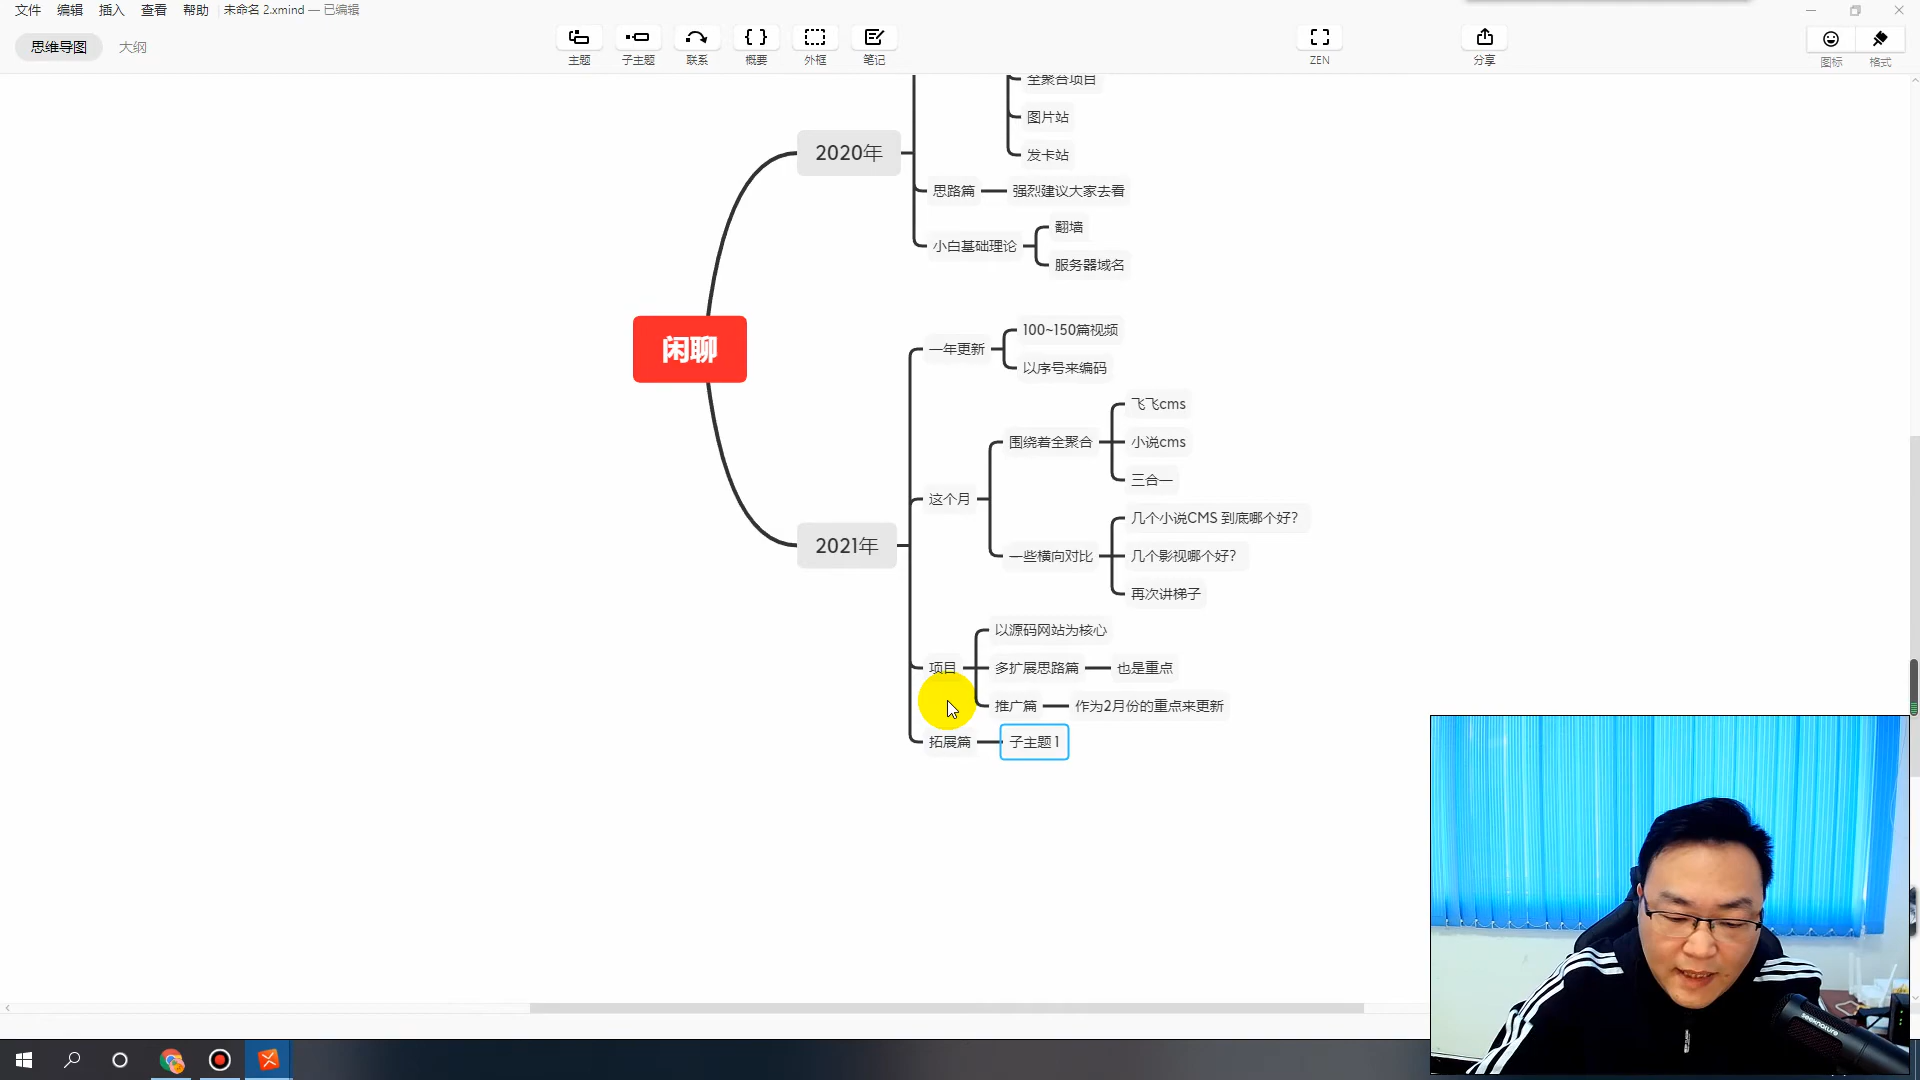 文件 编辑 插入 查看 帮助 未命名 2.xmind — 已编辑
思维导图 大纲
主题 子主题 联系 概要 外框 笔记 ZEN 分享 图标 格式
全聚合项目
图片站
发卡站
2020年
思路篇 强烈建议大家去看
小白基础理论
翻墙
服务器域名
闲聊
2021年
一年更新
100~150篇视频
以序号来编码
这个月
围绕着全聚合
飞飞cms
小说cms
三合一
一些横向对比
几个小说CMS 到底哪个好?
几个影视哪个好?
再次讲梯子
项目
以源码网站为核心
多扩展思路篇 也是重点
推广篇 作为2月份的重点来更新
拓展篇 子主题 1
seeknature